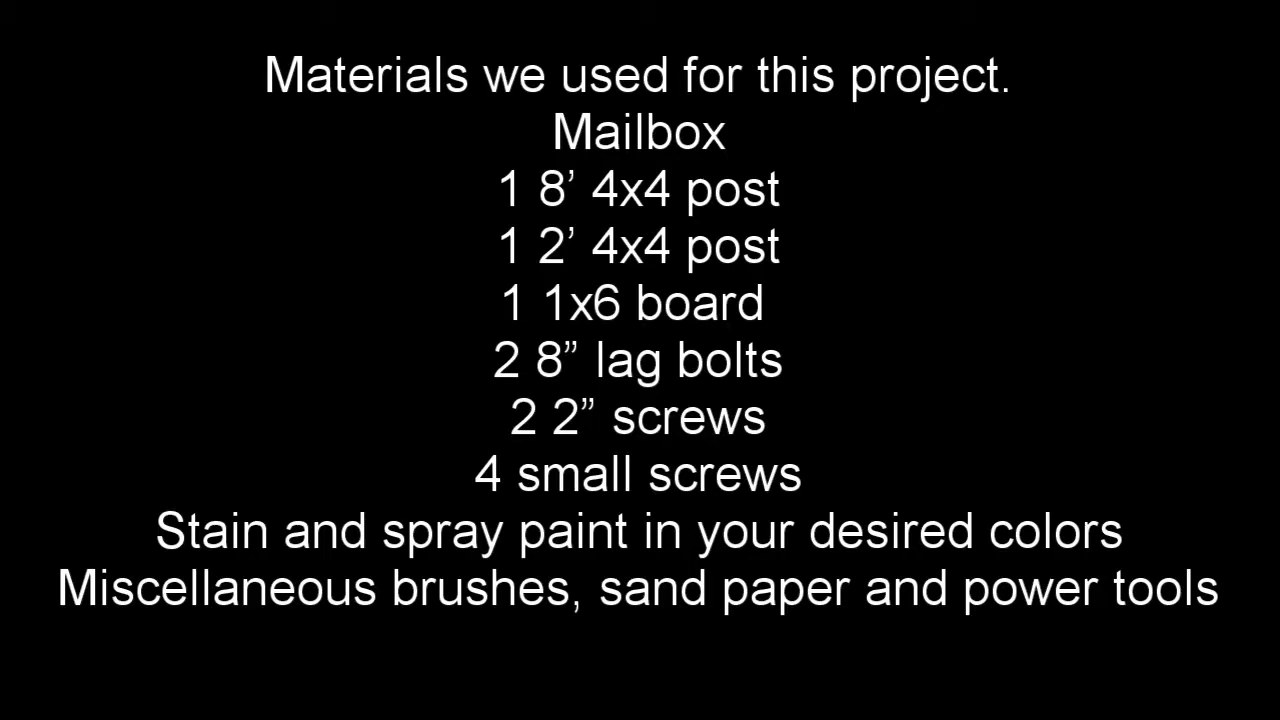 Materials we used for this project.
Mailbox
1 8’ 4x4 post
1 2’ 4x4 post
1 1x6 board
2 8” lag bolts
2 2” screws
4 small screws
Stain and spray paint in your desired colors
Miscellaneous brushes, sand paper and power tools